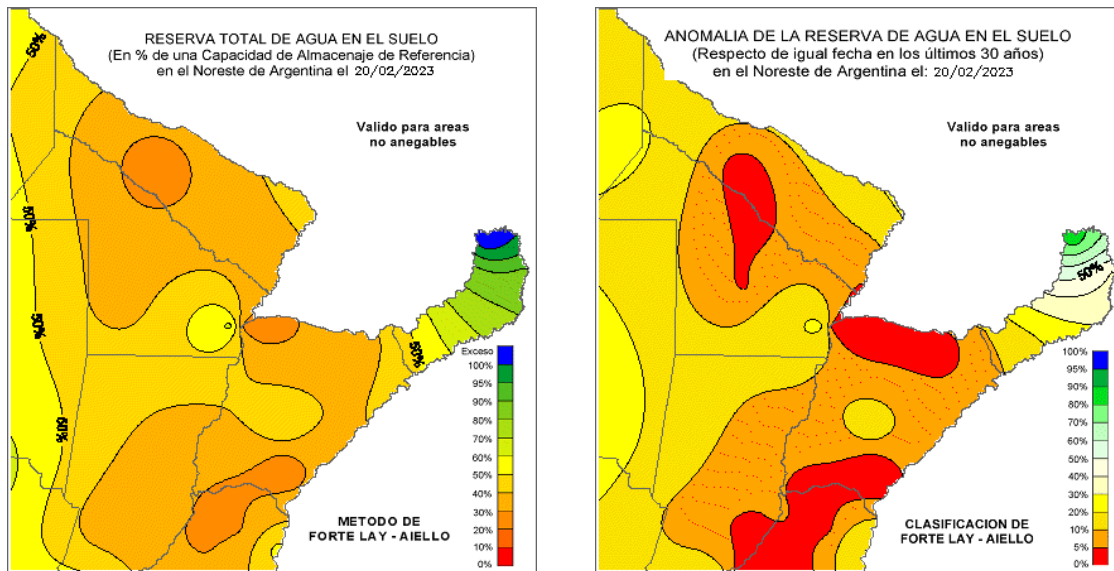 RESERVA TOTAL DE AGUA EN EL SUELO
(En % de una Capacidad de Almacenaje de Referencia)
en el Noreste de Argentina el 20/02/2023
Valido para areas
no anegables
50%
50%
50%
50%
50%
Exceso
100%
95%
90%
80%
70%
60%
50%
40%
30%
20%
10%
0%
METODO DE
FORTE LAY - AIELLO
ANOMALIA DE LA RESERVA DE AGUA EN EL SUELO
(Respecto de igual fecha en los últimos 30 años)
en el Noreste de Argentina el: 20/02/2023
Valido para areas
no anegables
50%
100%
95%
90%
80%
70%
60%
50%
40%
30%
20%
10%
5%
0%
CLASIFICACION DE
FORTE LAY - AIELLO